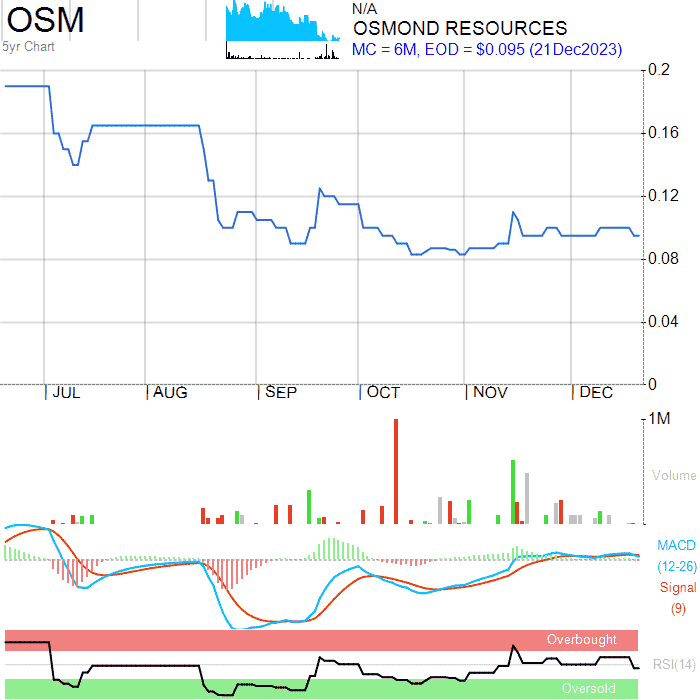 OSM
5yr Chart
N/A
OSMOND RESOURCES
MC = 6M, EOD = $0.095 (21Dec2023)
0.2
0.16
0.12
0.08
0.04
0
JUL AUG SEP OCT NOV DEC
1M
Volume
MACD
(12-26)
Signal
(9)
Overbought
RSI(14)
Oversold